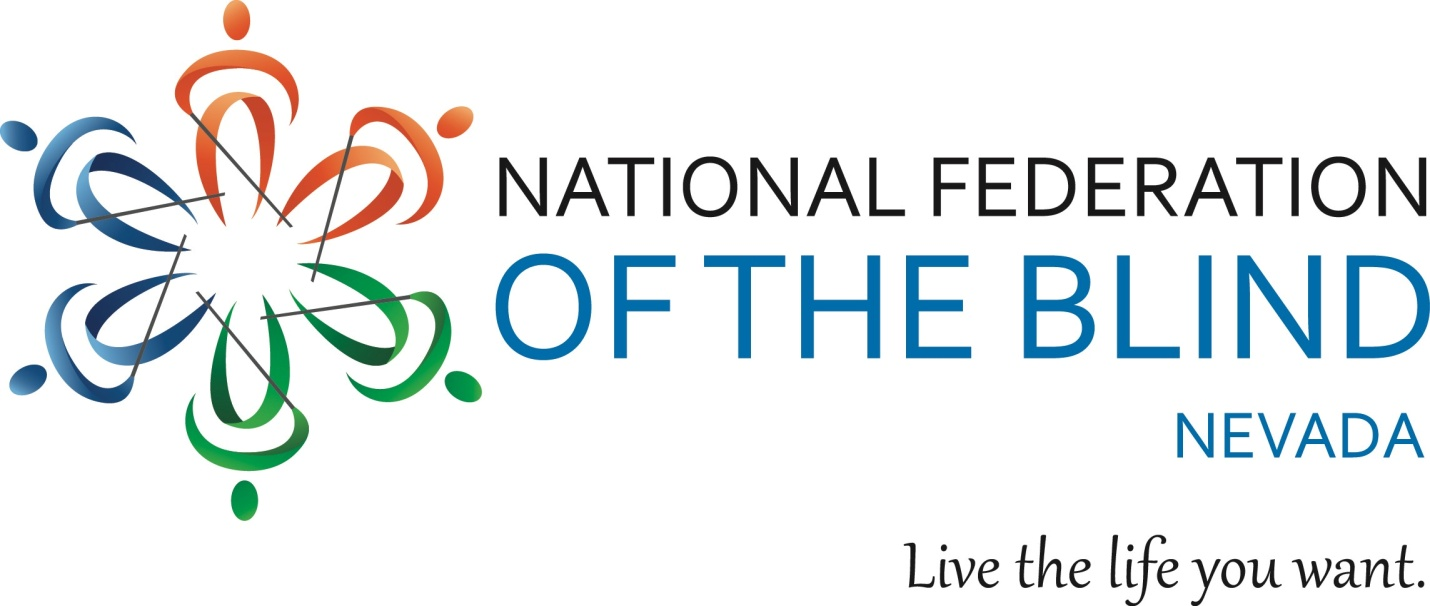 NATIONAL FEDERATION
OF THE BLIND
NEVADA
Live the life you want.